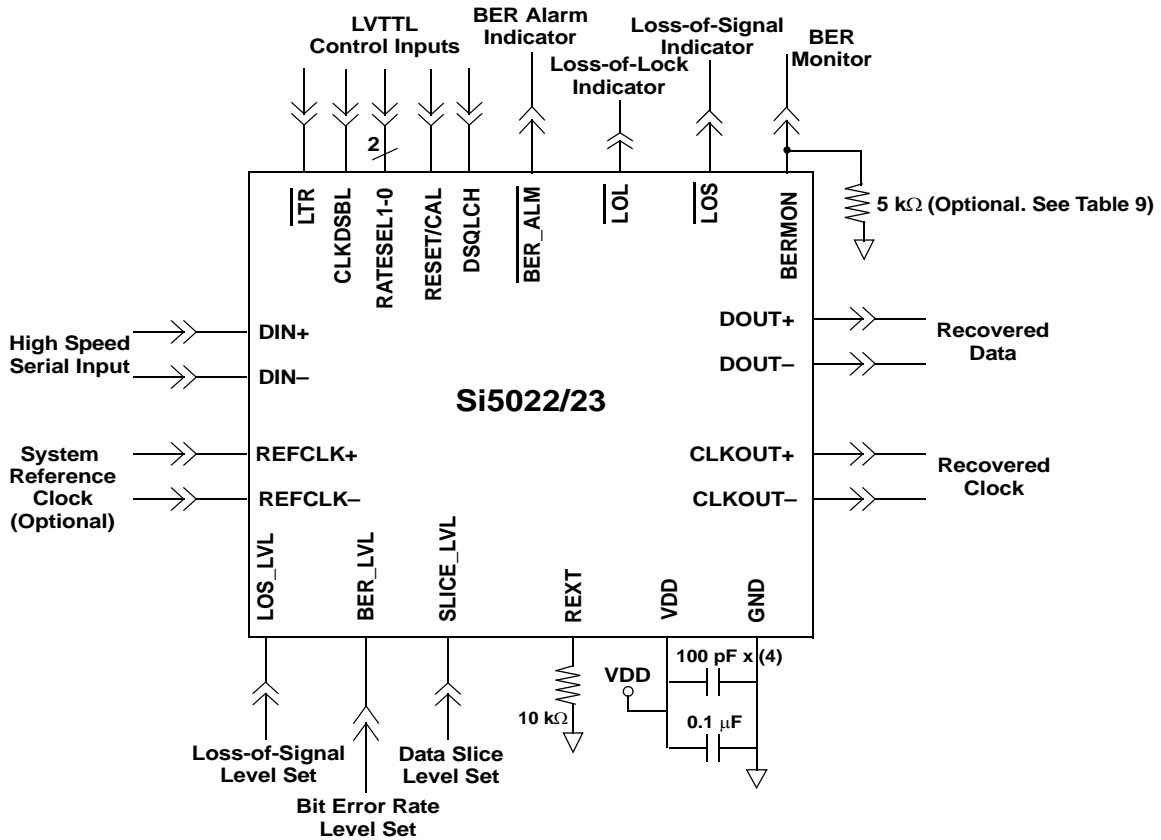 LVTTL
Control Inputs
BER Alarm
Indicator
Loss-of-Lock
Indicator
Loss-of-Signal
Indicator
BER
Monitor
2
LTR
CLKDSBL
RATESEL1-0
RESET/CAL
DSQLCH
BER_ALM
LOL
LOS
BERMON
5 kΩ (Optional. See Table 9)
High Speed
Serial Input
DIN+
DIN–
System
Reference
Clock
(Optional)
REFCLK+
REFCLK–
Si5022/23
DOUT+
DOUT–
Recovered
Data
CLKOUT+
CLKOUT–
Recovered
Clock
LOS_LVL
BER_LVL
SLICE_LVL
REXT
VDD
GND
Loss-of-Signal
Level Set
Bit Error Rate
Level Set
Data Slice
Level Set
10 kΩ
VDD
100 pF x (4)
0.1 μF